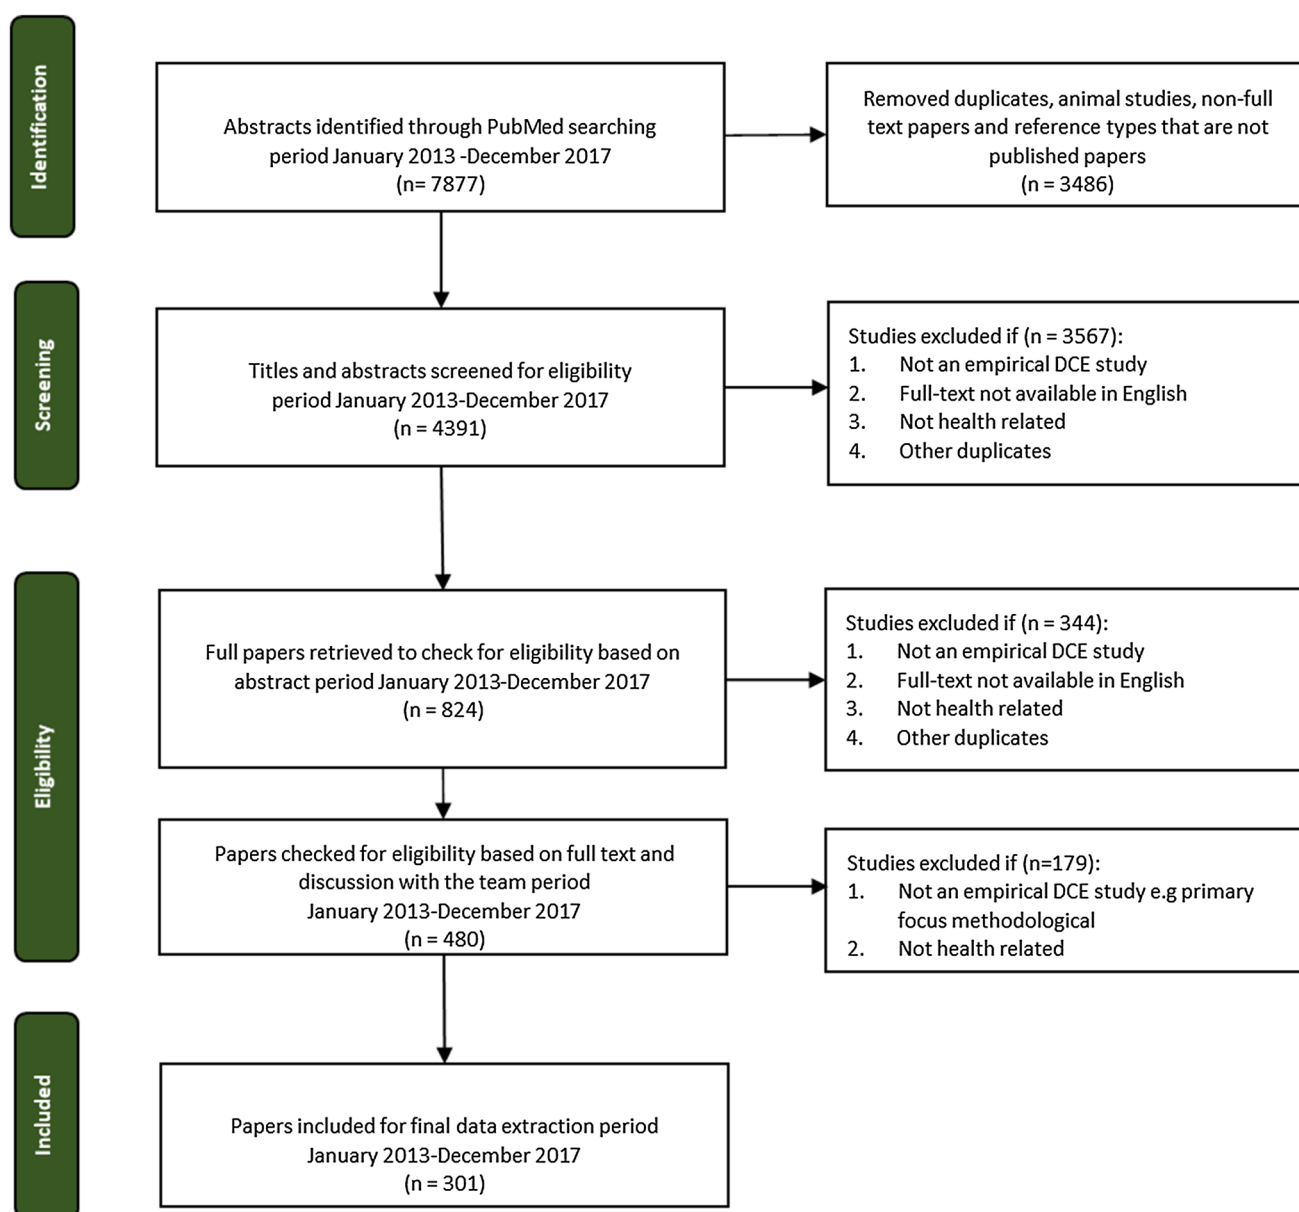 Identification
Abstracts identified through PubMed searching
period January 2013 -December 2017
(n= 7877)
Removed duplicates, animal studies, non-full
text papers and reference types that are not
published papers
(n = 3486)
Screening
Titles and abstracts screened for eligibility
period January 2013-December 2017
(n = 4391)
Studies excluded if (n = 3567):
1. Not an empirical DCE study
2. Full-text not available in English
3. Not health related
4. Other duplicates
Eligibility
Full papers retrieved to check for eligibility based on
abstract period January 2013-December 2017
(n = 824)
Studies excluded if (n = 344):
1. Not an empirical DCE study
2. Full-text not available in English
3. Not health related
4. Other duplicates
Papers checked for eligibility based on full text and
discussion with the team period
January 2013-December 2017
(n = 480)
Studies excluded if (n=179):
1. Not an empirical DCE study e.g primary
focus methodological
2. Not health related
Included
Papers included for final data extraction period
January 2013-December 2017
(n = 301)